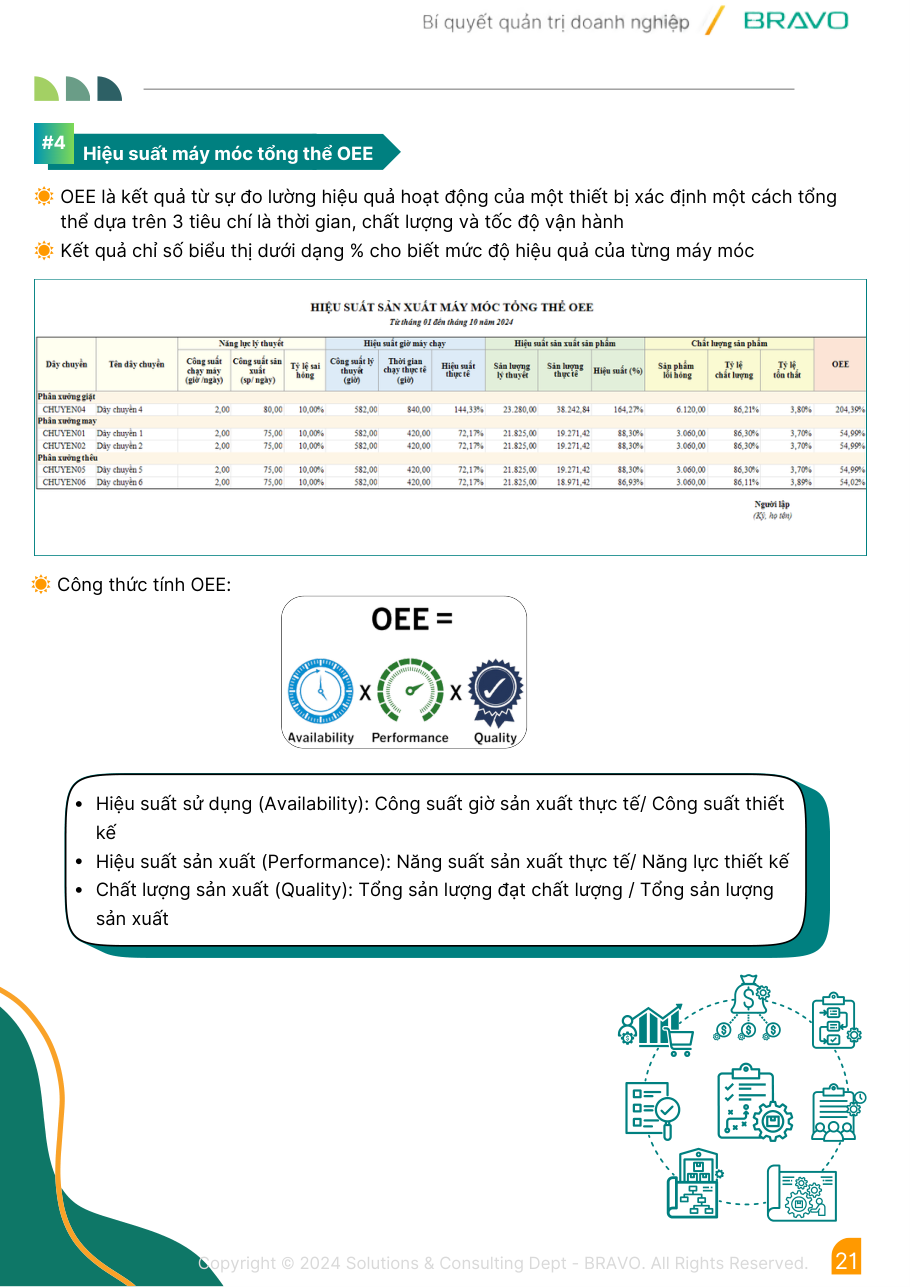 Bí quyết quản trị doanh nghiệp
BRAVO
#4
Hiệu suất máy móc tổng thể OEE
OEE là kết quả từ sự đo lường hiệu quả hoạt động của một thiết bị xác định một cách tổng
thể dựa trên 3 tiêu chí là thời gian, chất lượng và tốc độ vận hành
Kết quả chỉ số biểu thị dưới dạng % cho biết mức độ hiệu quả của từng máy móc
HIỆU SUẤT SẢN XUẤT MÁY MÓC TỔNG THỂ OEE
Từ tháng 01 đến tháng 10 năm 2024
Dây chuyền Tên dây chuyền Năng lực lý thuyết Hiệu suất giờ máy chạy Hiệu suất sản xuất sản phẩm Chất lượng sản phẩm OEE
Công suất chạy máy (giờ /ngày) Công suất sản xuất (sp/ ngày) Tỷ lệ sai hỏng Công suất lý thuyết (giờ) Thời gian chạy thực tế (giờ) Hiệu suất thực tế Sản lượng lý thuyết Sản lượng thực tế Hiệu suất (%) Sản phẩm lỗi hỏng Tỷ lệ chất lượng Tỷ lệ tổn thất
Phân xưởng giặt
CHUYEN04 Dây chuyền 4 2,00 80,00 10,00% 582,00 840,00 144,33% 23.280,00 38.242,84 164,27% 6.120,00 86,21% 3,80% 204,39%
Phân xưởng may
CHUYEN01 Dây chuyền 1 2,00 75,00 10,00% 582,00 420,00 72,17% 21.825,00 19.271,42 88,30% 3.060,00 86,30% 3,70% 54,99%
CHUYEN02 Dây chuyền 2 2,00 75,00 10,00% 582,00 420,00 72,17% 21.825,00 19.271,42 88,30% 3.060,00 86,30% 3,70% 54,99%
Phân xưởng thêu
CHUYEN05 Dây chuyền 5 2,00 75,00 10,00% 582,00 420,00 72,17% 21.825,00 19.271,42 88,30% 3.060,00 86,30% 3,70% 54,99%
CHUYEN06 Dây chuyền 6 2,00 75,00 10,00% 582,00 420,00 72,17% 21.825,00 18.971,42 86,93% 3.060,00 86,11% 3,89% 54,02%
Người lập
(Ký, họ tên)
Công thức tính OEE:
OEE =
X X
Availability Performance Quality
• Hiệu suất sử dụng (Availability): Công suất giờ sản xuất thực tế/ Công suất thiết
kế
• Hiệu suất sản xuất (Performance): Năng suất sản xuất thực tế/ Năng lực thiết kế
• Chất lượng sản xuất (Quality): Tổng sản lượng đạt chất lượng / Tổng sản lượng
sản xuất
Copyright © 2024 Solutions & Consulting Dept - BRAVO. All Rights Reserved.
21